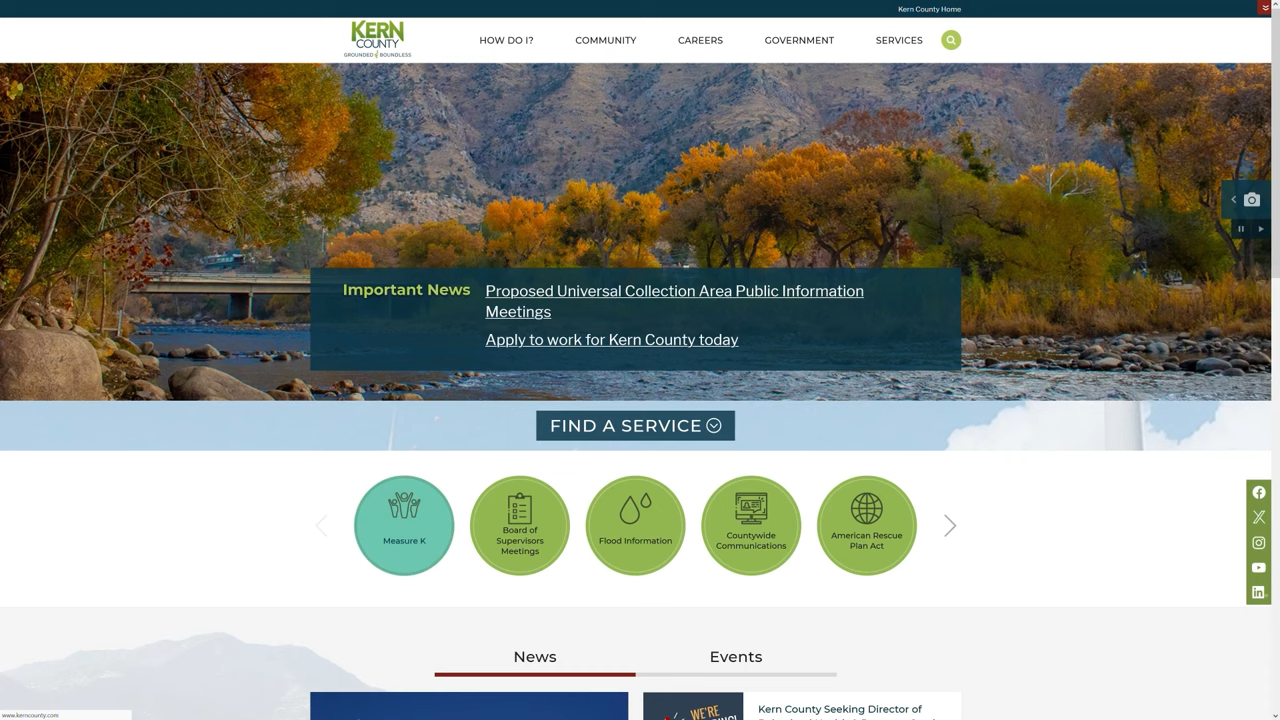 Kern County Home
KERN
COUNTY
GROUNDED BOUNDLESS
HOW DO I?
COMMUNITY
CAREERS
GOVERNMENT
SERVICES
Important News
Proposed Universal Collection Area Public Information
Meetings
Apply to work for Kern County today
FIND A SERVICE
Measure K
Board of
Supervisors
Meetings
Flood Information
Countywide
Communications
American Rescue
Plan Act
News
Events
WE'RE
Kern County Seeking Director of
www.kerncounty.com